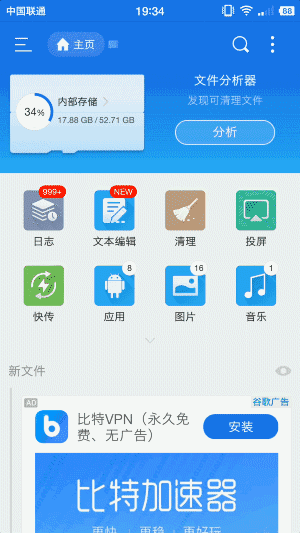 中国联通
19:34
88
主页
文件分析器
发现可清理文件
分析
34%
内部存储
17.88 GB / 52.71 GB
999+
NEW
日志
文本编辑
清理
投屏
8
16
1
快传
应用
图片
音乐
新文件
AD
谷歌广告
比特VPN（永久免
费、无广告）
安装
比特加速器
更快 更稳 更好玩